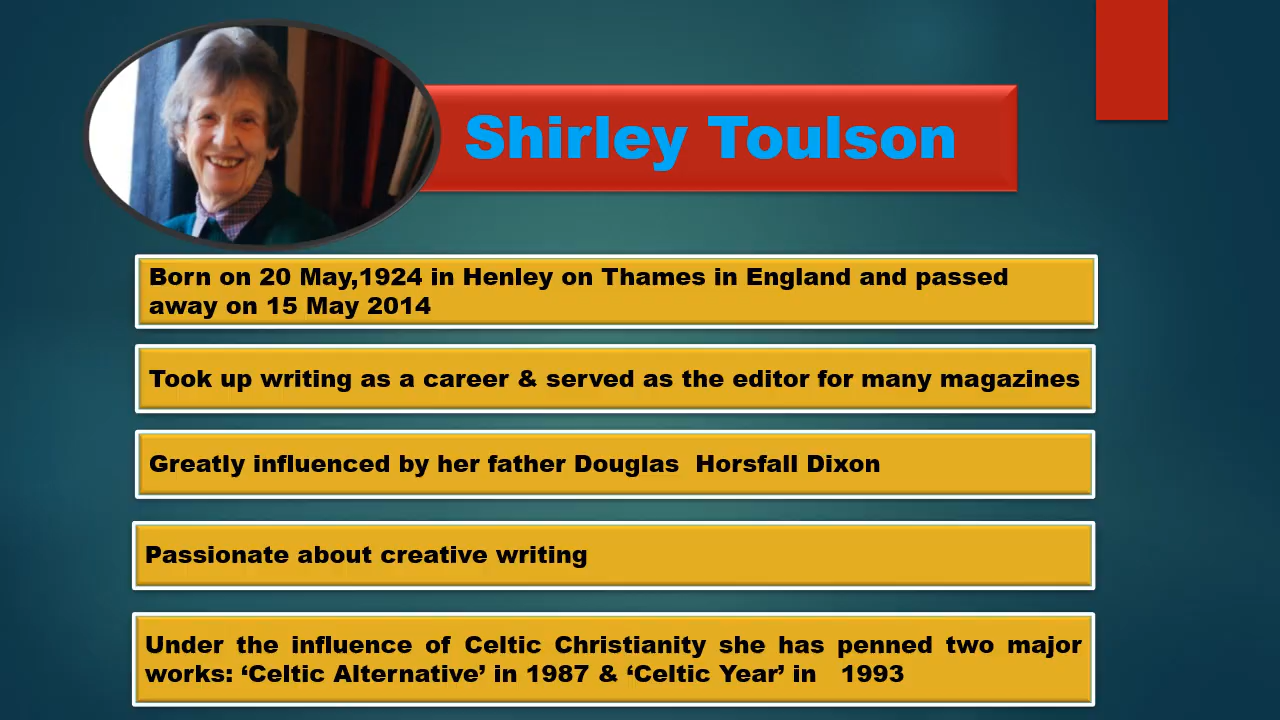 Shirley Toulson
Born on 20 May,1924 in Henley on Thames in England and passed
away on 15 May 2014
Took up writing as a career & served as the editor for many magazines
Greatly influenced by her father Douglas  Horsfall Dixon
Passionate about creative writing
Under the influence of Celtic Christianity she has penned two major
works: ‘Celtic Alternative’ in 1987 & ‘Celtic Year’ in   1993